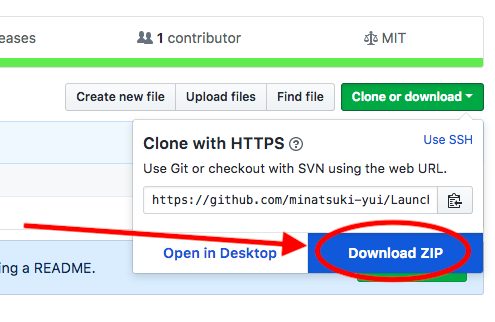 eases
1 contributor
MIT
Create new file
Upload files
Find file
Clone or download
Clone with HTTPS
Use SSH
Use Git or checkout with SVN using the web URL.
https://github.com/minatsuki-yui/Launch
Open in Desktop
Download ZIP
ng a README.